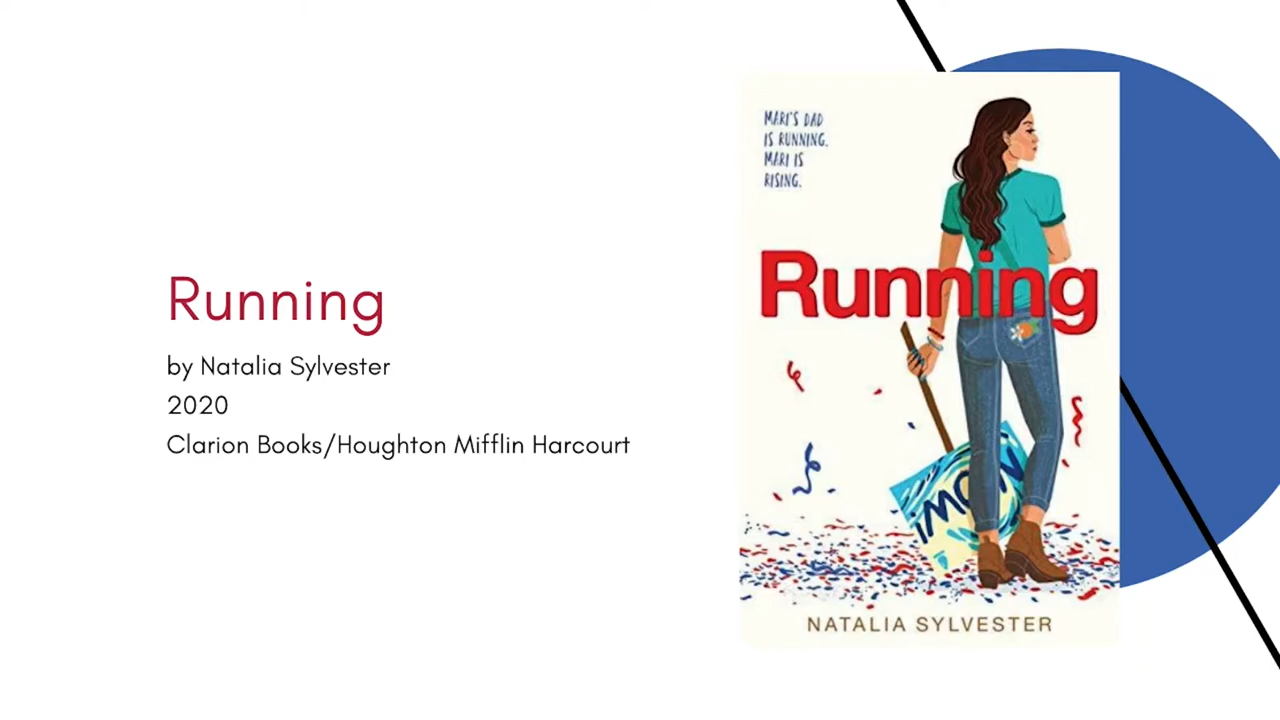 Running
by Natalia Sylvester
2020
Clarion Books/Houghton Mifflin Harcourt
MARI'S DAD
IS RUNNING.
MARI IS
RISING.
Running
NOW!
NATALIA SYLVESTER